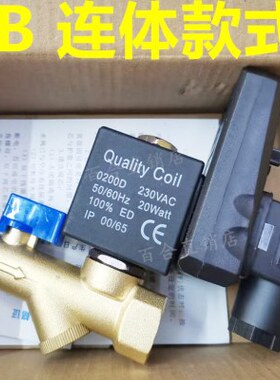 B 连体款式
Quality Coil
0200D 230VAC
50/60Hz 20Watt
100% ED
IP 00/65
CE